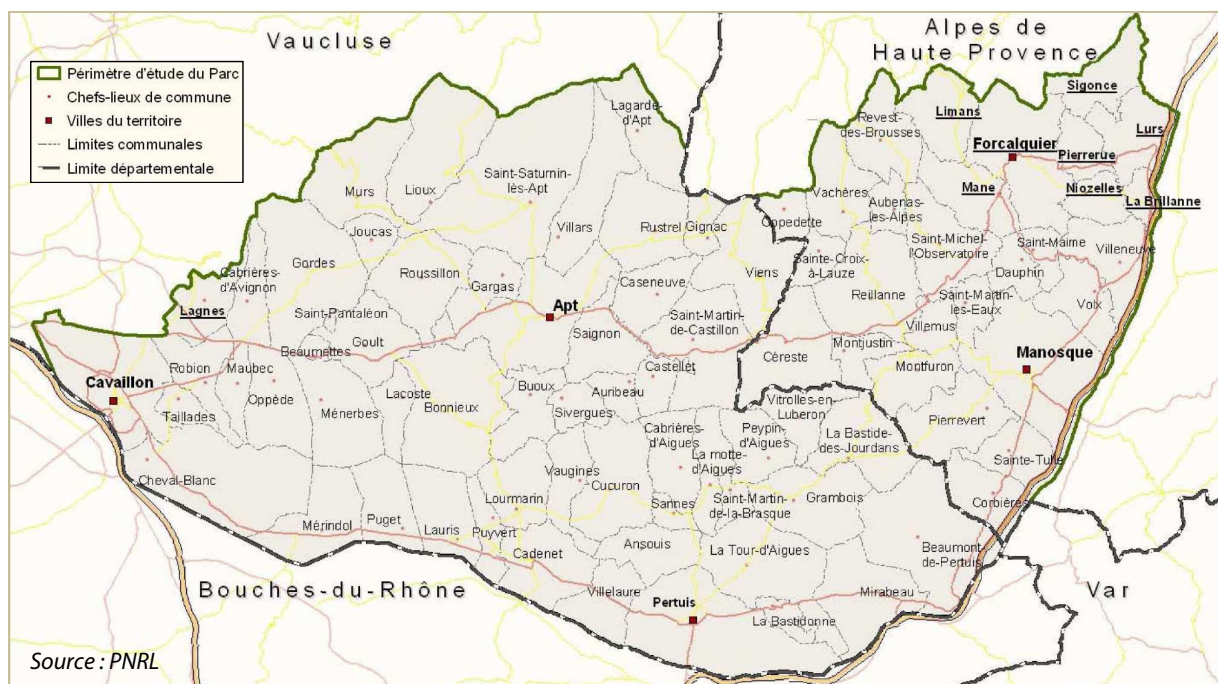 Vaucluse
Alpes de
Haute Provence
Périmètre d'étude du Parc
Chefs-lieux de commune
Villes du territoire
Limites communales
Limite départementale
Lagarde-
d'Apt
Sigonce
Limans
Revest-
des-Brousses
Lurs
Forcalquier
Pierrerue
Murs
Lioux
Saint-Saturnin-
lès-Apt
Vachères
Mane
Niozelles
La Brillanne
Aubenas-
les-Alpes
Oppedette
Joucas
Villars
Rustrel
Gignac
Saint-Michel-
l'Observatoire
Saint-Maime
Villeneuve
Gordes
Sainte-Croix-
à-Lauze
Dauphin
Cabrières-
d'Avignon
Roussillon
Gargas
Caseneuve
Viens
Reillanne
Saint-Martin-
les-Eaux
Volx
Lagnes
Saint-Pantaléon
Apt
Saint-Martin-
de-Castillon
Villemus
Goult
Saignon
Beaumettes
Céreste
Montjustin
Manosque
Montfuron
Robion
Maubec
Castellet
Cavaillon
Oppède
Lacoste
Buoux
Auribeau
Taillades
Ménerbes
Bonnieux
Sivergues
Vitrolles-en-
Luberon
Pierrevert
Cabrières-
d'Aigues
Peypin-
d'Aigues
La Bastide-
des-Jourdans
La motte-
d'Aigues
Sainte-Tulle
Cheval-Blanc
Vaugines
Cucuron
Lourmarin
Sannes
Saint-Martin-
de-la-Brasque
Grambois
Corbières
Mérindol
Puget
Lauris
Puyvert
Cadenet
Ansouis
La Tour-d'Aigues
Beaumont
de-Pertuis
Bouches-du-Rhône
Villelaure
Pertuis
Mirabeau
Var
La Bastidonne
Source : PNRL